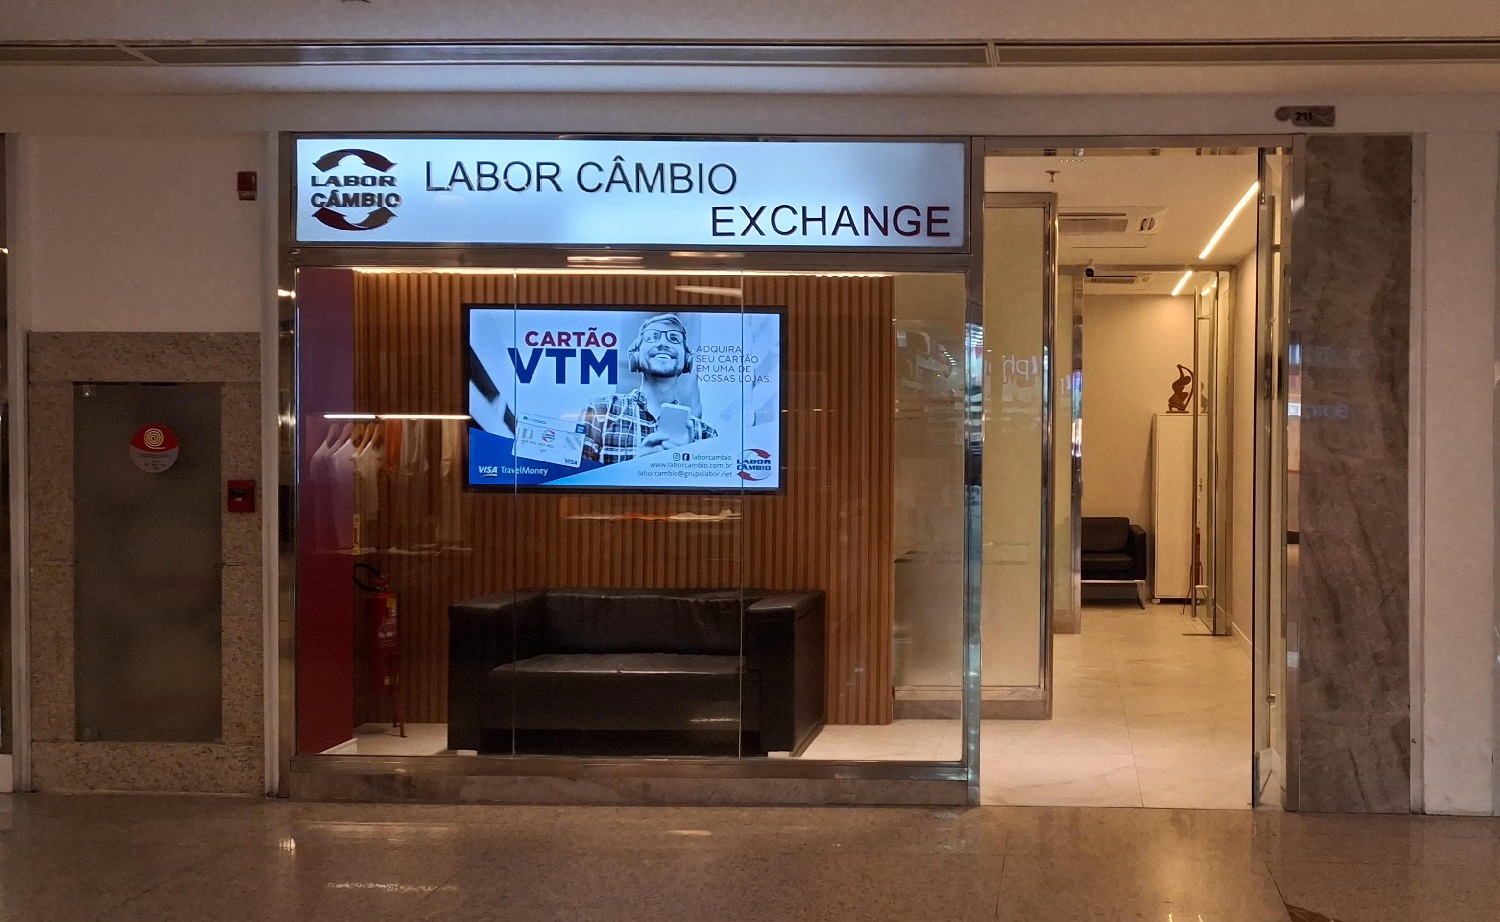 211
LABOR
CÂMBIO
LABOR CÂMBIO
EXCHANGE
CARTÃO
VTM
ADQUIRA
SEU CARTÃO
EM UMA DE
NOSSAS LOJAS.
VISA TravelMoney
VISA
laborcambio
www.laborcambio.com.br
laborcambio@grupolabor.net
LABOR
CÂMBIO